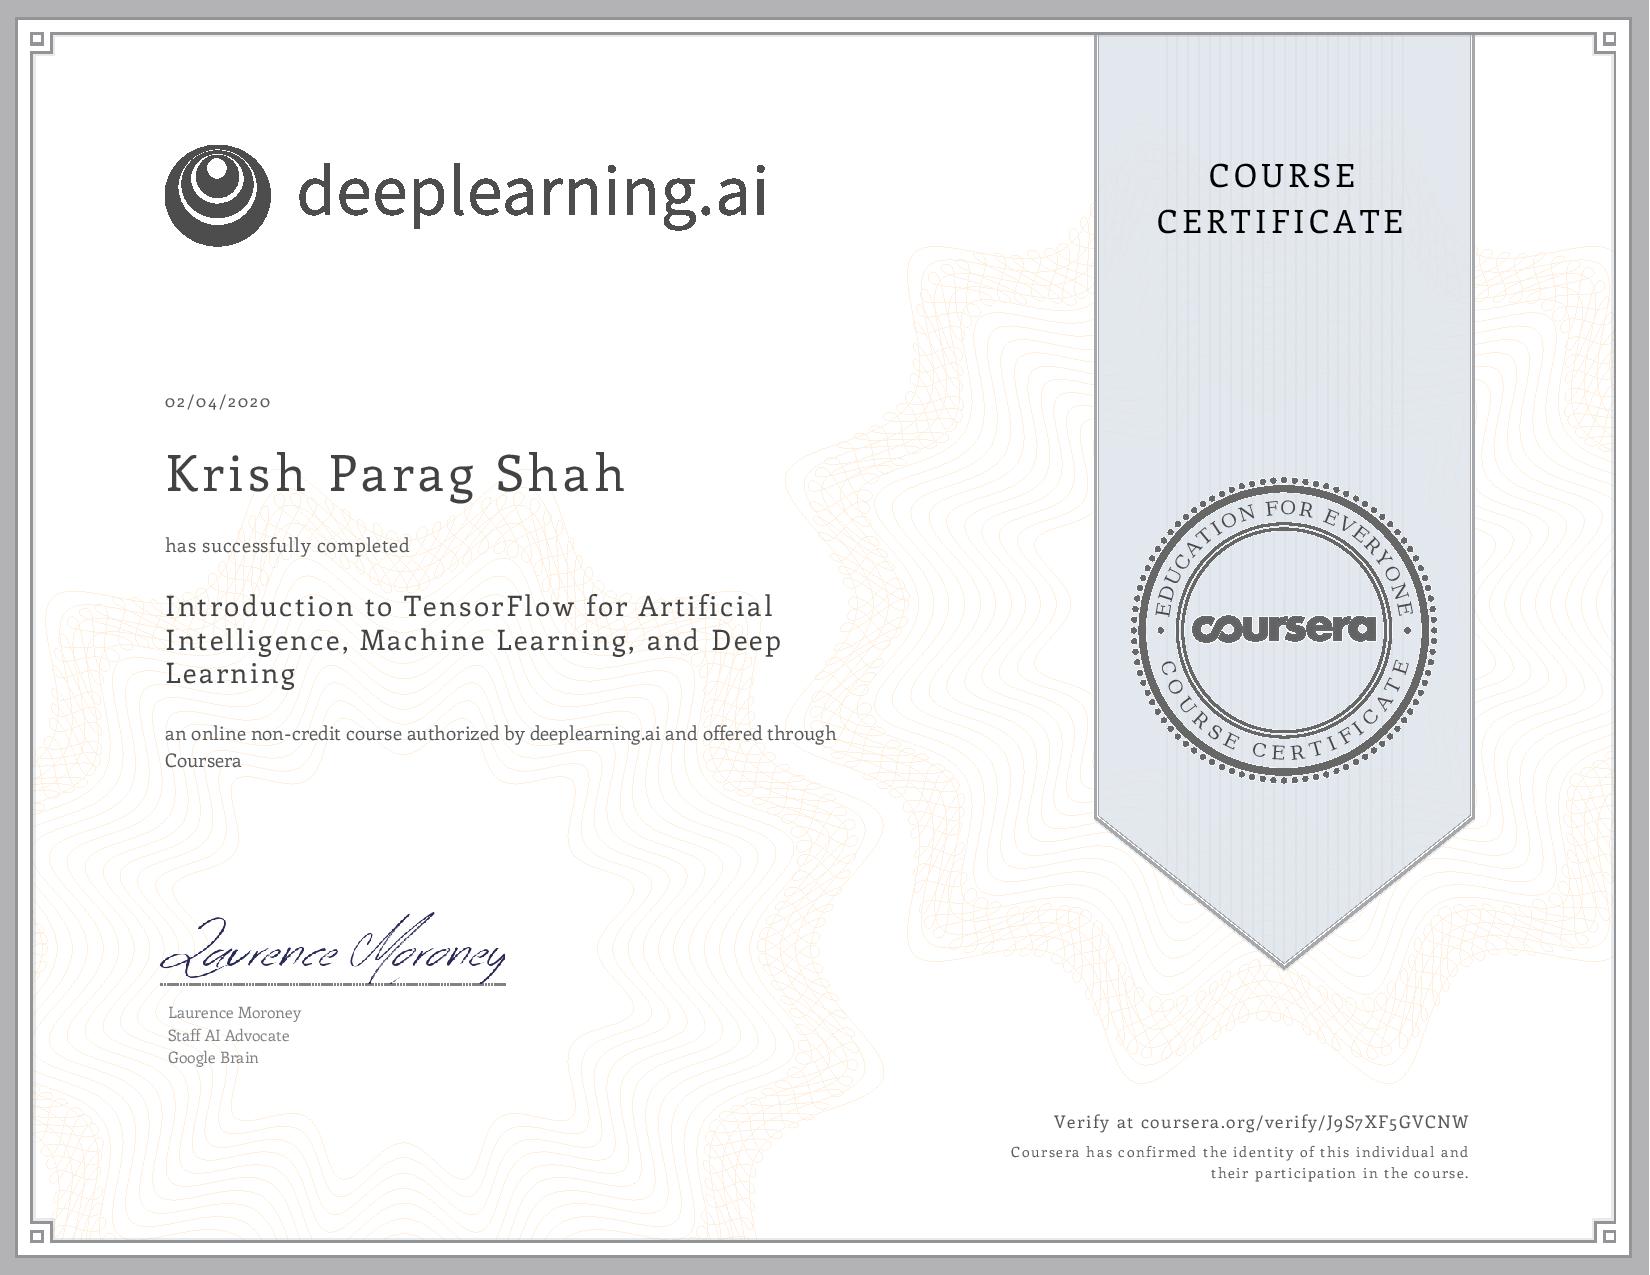 deeplearning.ai
COURSE
CERTIFICATE
02/04/2020
Krish Parag Shah
has successfully completed
Introduction to TensorFlow for Artificial
Intelligence, Machine Learning, and Deep
Learning
an online non-credit course authorized by deeplearning.ai and offered through
Coursera
EDUCATION FOR EVERYONE
coursera
COURSE CERTIFICATE
Laurence Moroney
Laurence Moroney
Staff AI Advocate
Google Brain
Verify at coursera.org/verify/J9S7XF5GVCNW
Coursera has confirmed the identity of this individual and
their participation in the course.